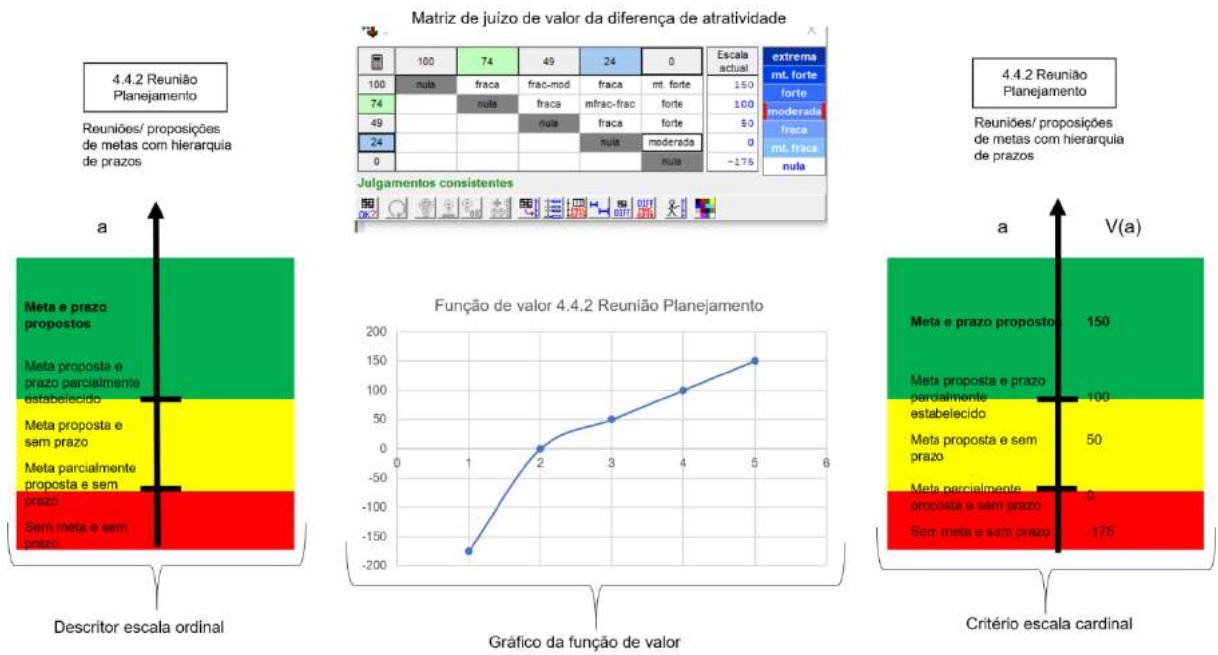 Matriz de juízo de valor da diferença de atratividade
4.4.2 Reunião
Planejamento
Reuniões/ proposições
de metas com hierarquia
de prazos
a
Meta e prazo
propostos
Meta proposta e
prazo parcialmente
estabelecido
Meta proposta e
sem prazo
Meta parcialmente
proposta e sem
prazo
Sem meta e sem
prazo
Descritor escala ordinal
100 74 49 24 0 Escala actual
100 nula fraca frac-mod fraca mt. forte 150
74 nula fraca mfrac-frac forte 100
49 nula fraca forte 50
24 nula moderada 0
0 nula -175
extrema
mt. forte
forte
moderada
fraca
mt. fraca
nula
Julgamentos consistentes
Função de valor 4.4.2 Reunião Planejamento
200
150
100
50
0
-50
-100
-150
-200
0 1 2 3 4 5 6
Gráfico da função de valor
4.4.2 Reunião
Planejamento
Reuniões/ proposições
de metas com hierarquia
de prazos
a V(a)
Meta e prazo propostos 150
Meta proposta e prazo
parcialmente 100
estabelecido
Meta proposta e sem 50
prazo
Meta parcialmente 0
proposta e sem prazo
Sem meta e sem prazo -175
Critério escala cardinal